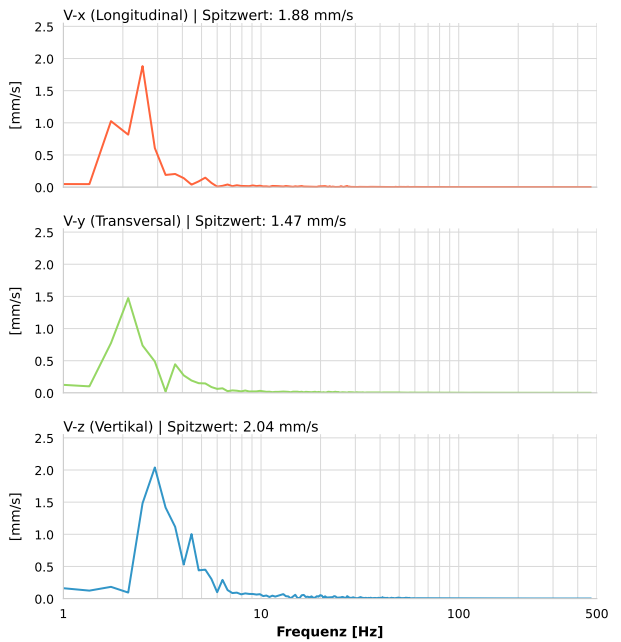 V-x (Longitudinal) | Spitzwert: 1.88 mm/s
2.5
2.0
1.5
1.0
0.5
0.0
[mm/s]
V-y (Transversal) | Spitzwert: 1.47 mm/s
2.5
2.0
1.5
1.0
0.5
0.0
[mm/s]
V-z (Vertikal) | Spitzwert: 2.04 mm/s
2.5
2.0
1.5
1.0
0.5
0.0
[mm/s]
1 10 100 500
Frequenz [Hz]